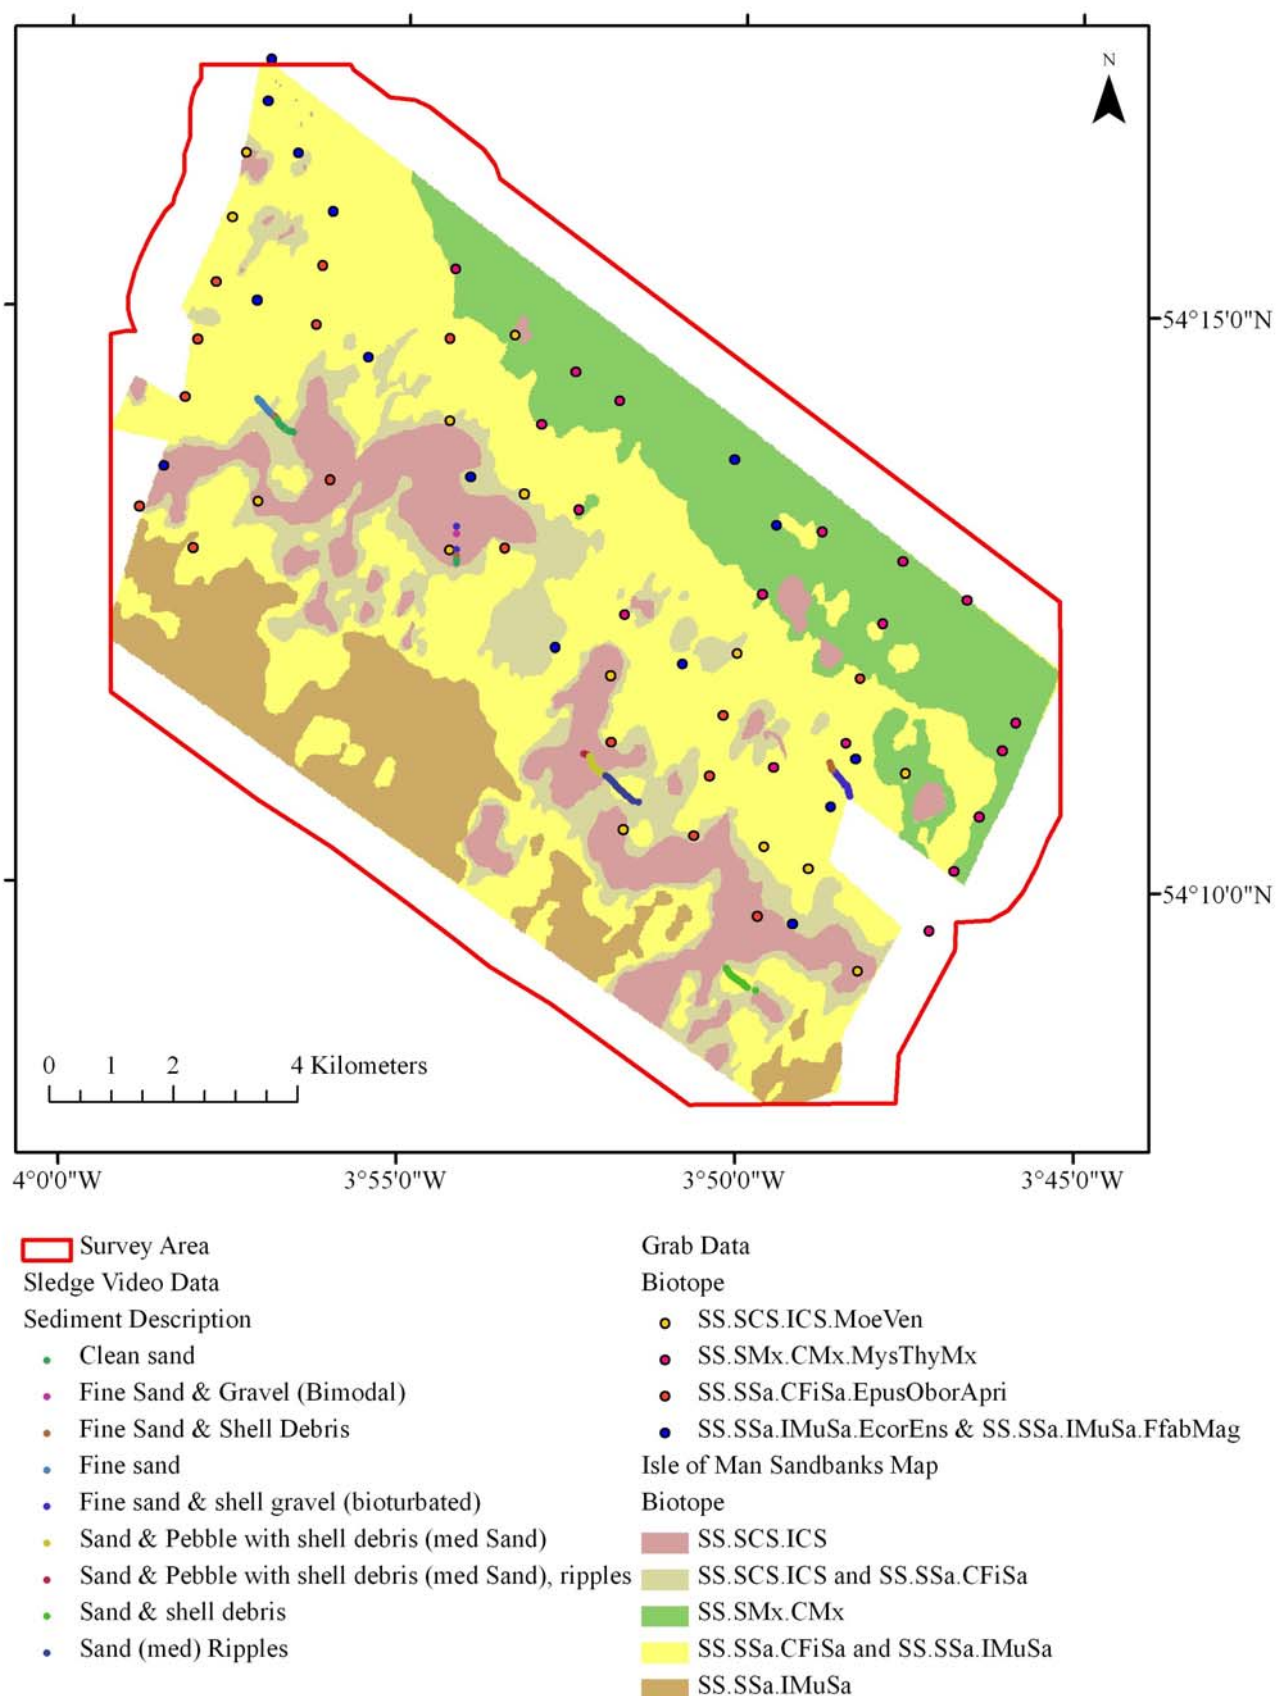 N
54°15'0"N
54°10'0"N
0 1 2 4 Kilometers
4°0'0"W 3°55'0"W 3°50'0"W 3°45'0"W
Survey Area
Sledge Video Data
Sediment Description
Clean sand
Fine Sand & Gravel (Bimodal)
Fine Sand & Shell Debris
Fine sand
Fine sand & shell gravel (bioturbated)
Sand & Pebble with shell debris (med Sand)
Sand & Pebble with shell debris (med Sand), ripples
Sand & shell debris
Sand (med) Ripples
Grab Data
Biotope
SS.SCS.ICS.MoeVen
SS.SMx.CMx.MysThyMx
SS.SSa.CFiSa.EpusOborApri
SS.SSa.IMuSa.EcorEns & SS.SSa.IMuSa.FfabMag
Isle of Man Sandbanks Map
Biotope
SS.SCS.ICS
SS.SCS.ICS and SS.SSa.CFiSa
SS.SMx.CMx
SS.SSa.CFiSa and SS.SSa.IMuSa
SS.SSa.IMuSa